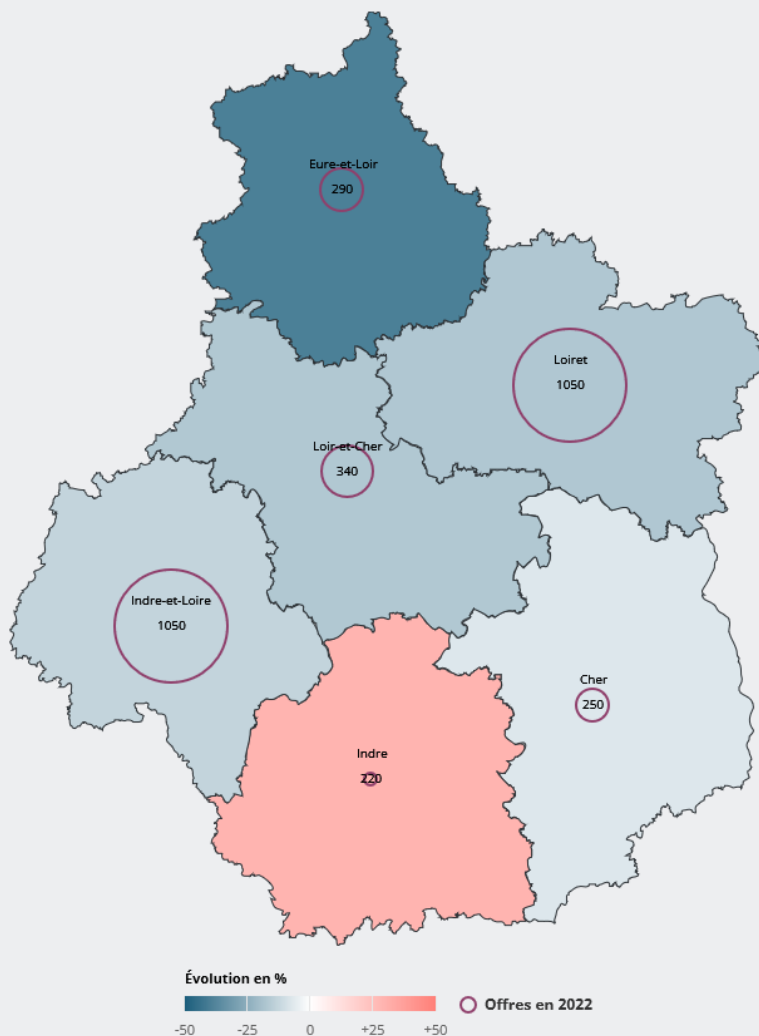 Eure-et-Loir
290
Loiret
1050
Loir-et-Cher
340
Indre-et-Loire
1050
Cher
250
Indre
220
Évolution en %
Offres en 2022
-50 -25 0 +25 +50